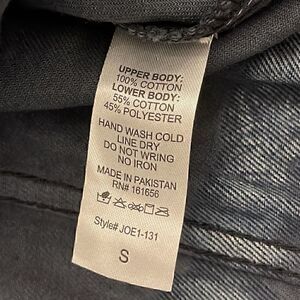 UPPER BODY:
100% COTTON
LOWER BODY:
55% COTTON
45% POLYESTER
HAND WASH COLD
LINE DRY
DO NOT WRING
NO IRON
MADE IN PAKISTAN
RN# 161656
Style# JOE1-131
S